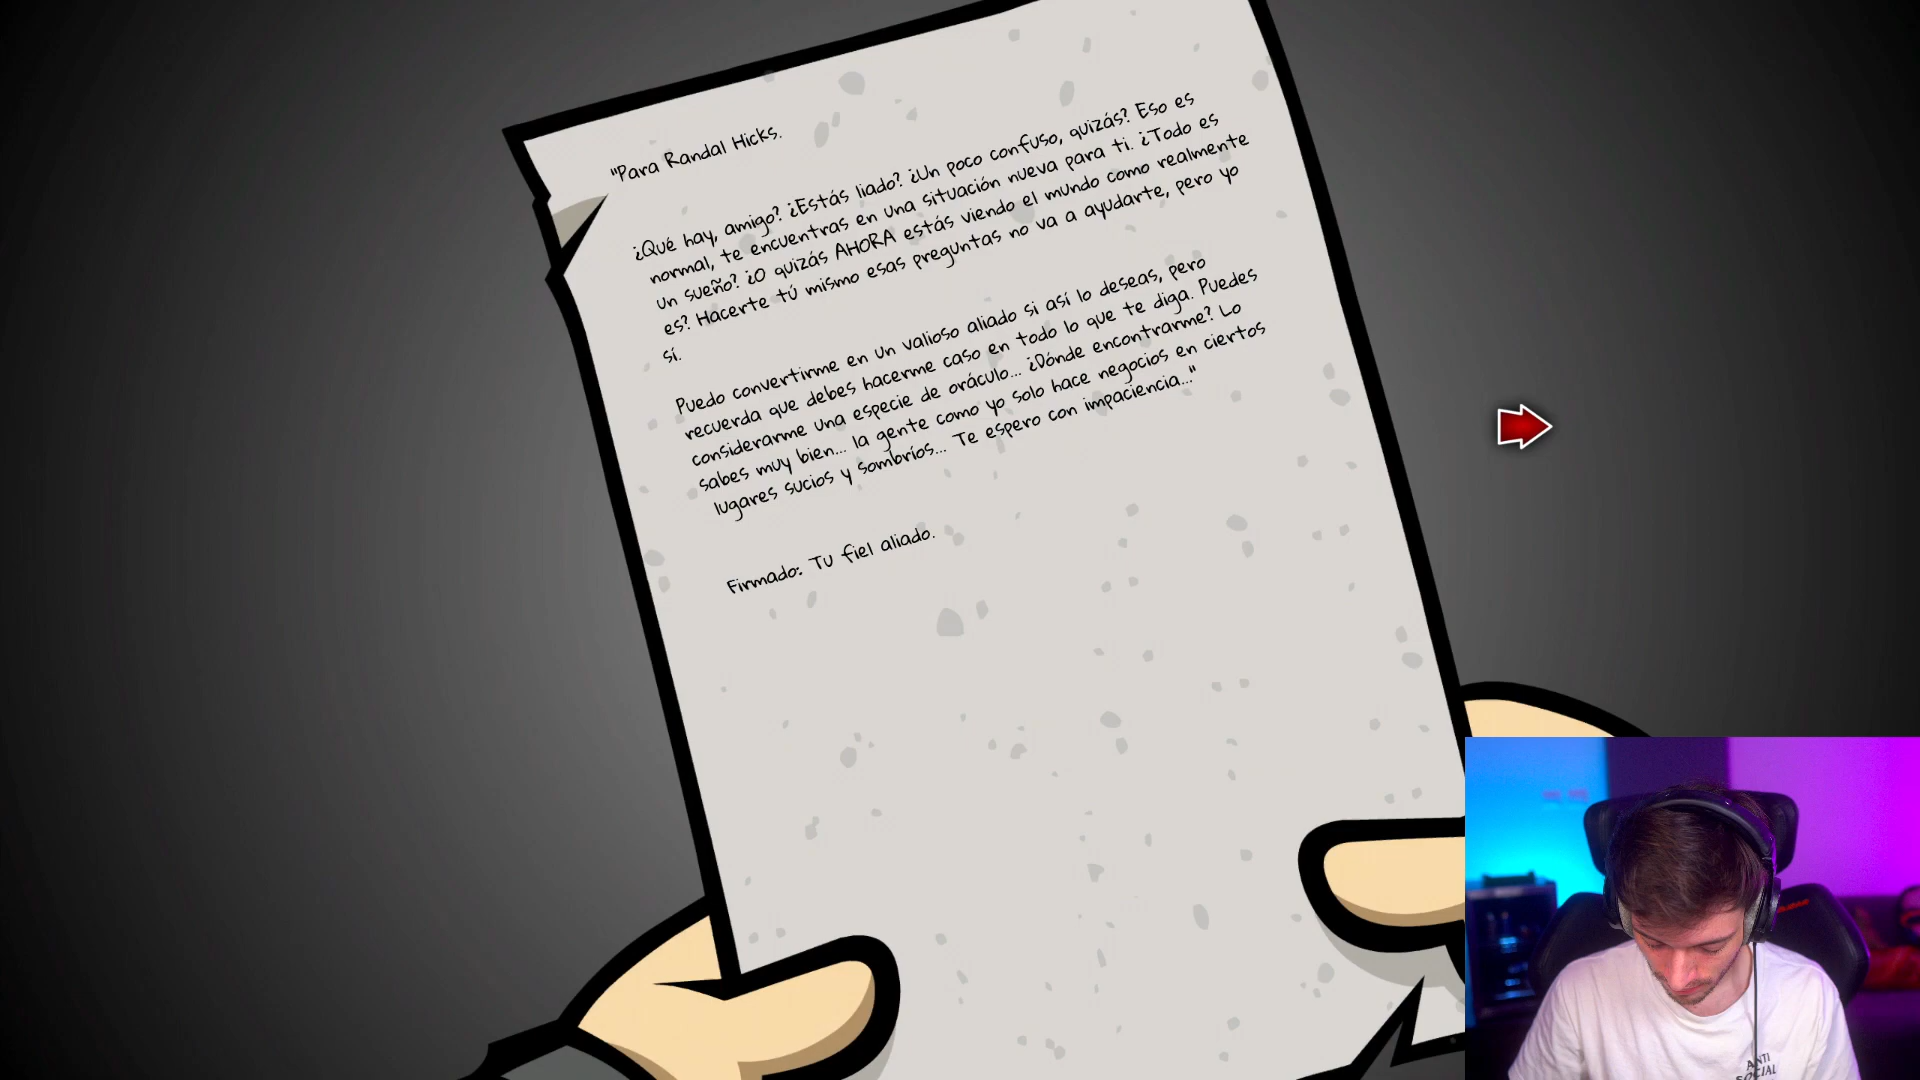 "Para Randal Hicks.
¿Qué hay, amigo? ¿Estás liado? ¿Un poco confuso, quizás? Eso es
normal, te encuentras en una situación nueva para ti. ¿Todo es
un sueño? ¿O quizás AHORA estás viendo el mundo como realmente
es? Hacerte tú mismo esas preguntas no va a ayudarte, pero yo
sí.
Puedo convertirme en un valioso aliado si así lo deseas, pero
recuerda que debes hacerme caso en todo lo que te diga. Puedes
considerarme una especie de oráculo... ¿Dónde encontrarme? Lo
sabes muy bien... la gente como yo solo hace negocios en ciertos
lugares sucios y sombríos... Te espero con impaciencia..."
Firmado: Tu fiel aliado.
ANTI
SOCIAL